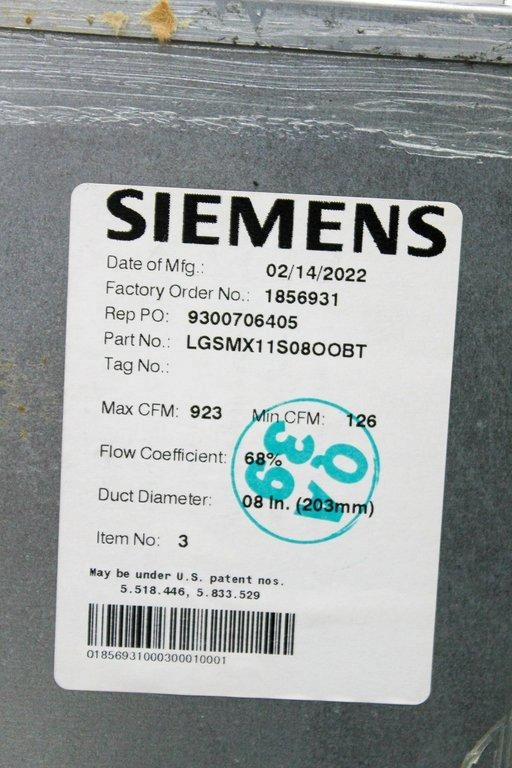 SIEMENS
Date of Mfg.: 02/14/2022
Factory Order No.: 1856931
Rep PO: 9300706405
Part No.: LGSMX11S08OOBT
Tag No.:
Max CFM: 923 Min CFM: 126
Flow Coefficient: 68%
Duct Diameter: 08 In. (203mm)
Item No: 3
QA
39
May be under U.S. patent nos.
5.518.446, 5.833.529
01856931000300010001